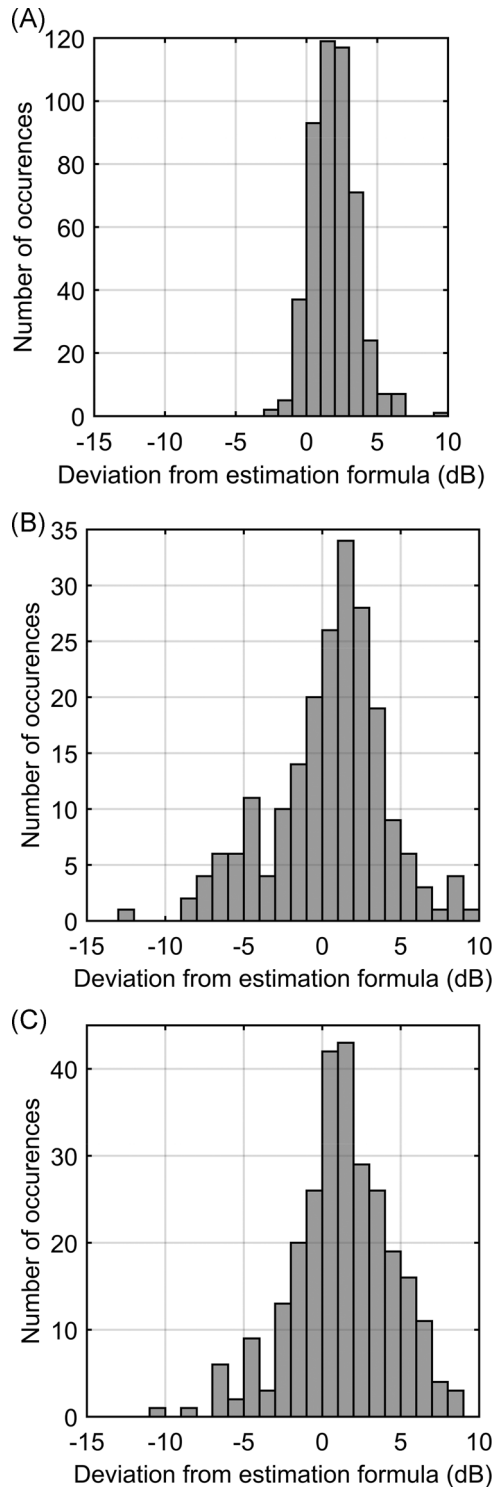 (A)
120
100
80
60
40
20
0
Number of occurences
-15 -10 -5 0 5 10
Deviation from estimation formula (dB)
(B)
35
30
25
20
15
10
5
0
Number of occurences
-15 -10 -5 0 5 10
Deviation from estimation formula (dB)
(C)
40
30
20
10
0
Number of occurences
-15 -10 -5 0 5 10
Deviation from estimation formula (dB)